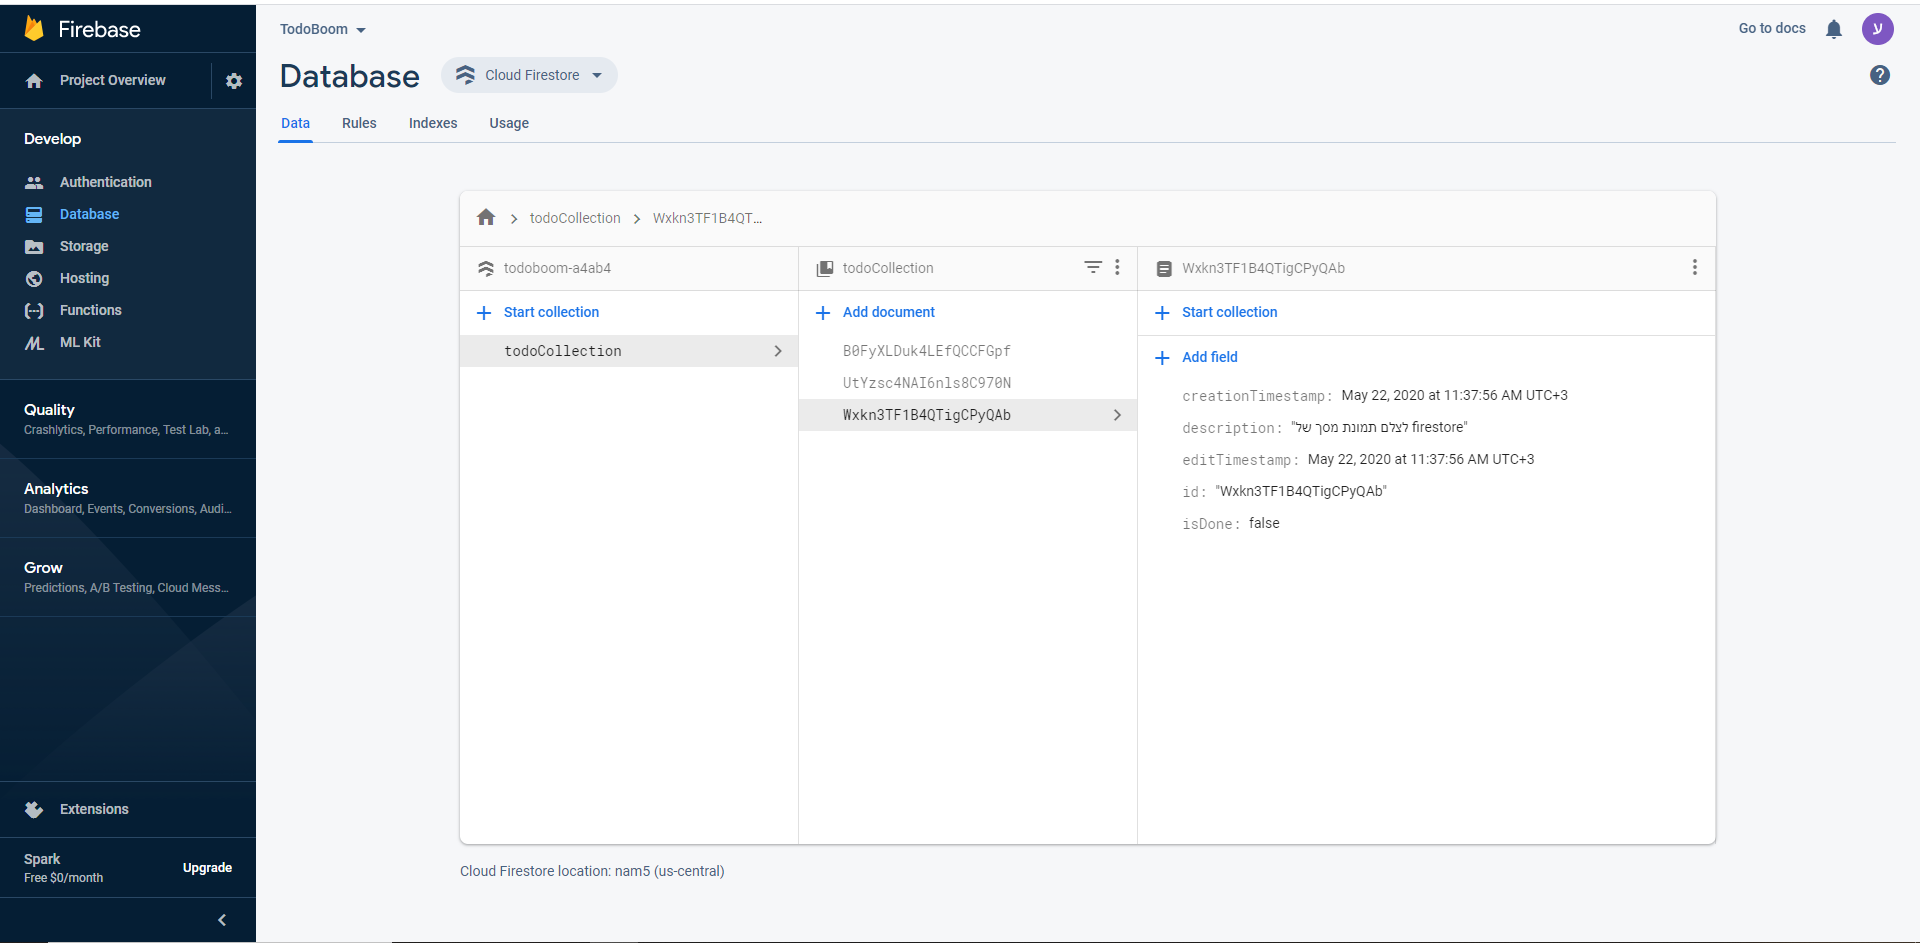 Firebase
Project Overview
Develop
Authentication
Database
Storage
Hosting
Functions
ML Kit
Quality
Crashlytics, Performance, Test Lab, a...
Analytics
Dashboard, Events, Conversions, Audi...
Grow
Predictions, A/B Testing, Cloud Mess...
Extensions
Spark
Free $0/month
Upgrade
TodoBoom
Go to docs
ע
Database
Cloud Firestore
Data Rules Indexes Usage
todoCollection Wxkn3TF1B4QT...
todoboom-a4ab4
Start collection
todoCollection
todoCollection
Add document
B0FyXLDuk4LEfQCCFGpf
UtYzsc4NAI6nls8C970N
Wxkn3TF1B4QTigCPyQAb
Wxkn3TF1B4QTigCPyQAb
Start collection
Add field
creationTimestamp: May 22, 2020 at 11:37:56 AM UTC+3
description: "לצלם תמונת מסך של firestore"
editTimestamp: May 22, 2020 at 11:37:56 AM UTC+3
id: "Wxkn3TF1B4QTigCPyQAb"
isDone: false
Cloud Firestore location: nam5 (us-central)